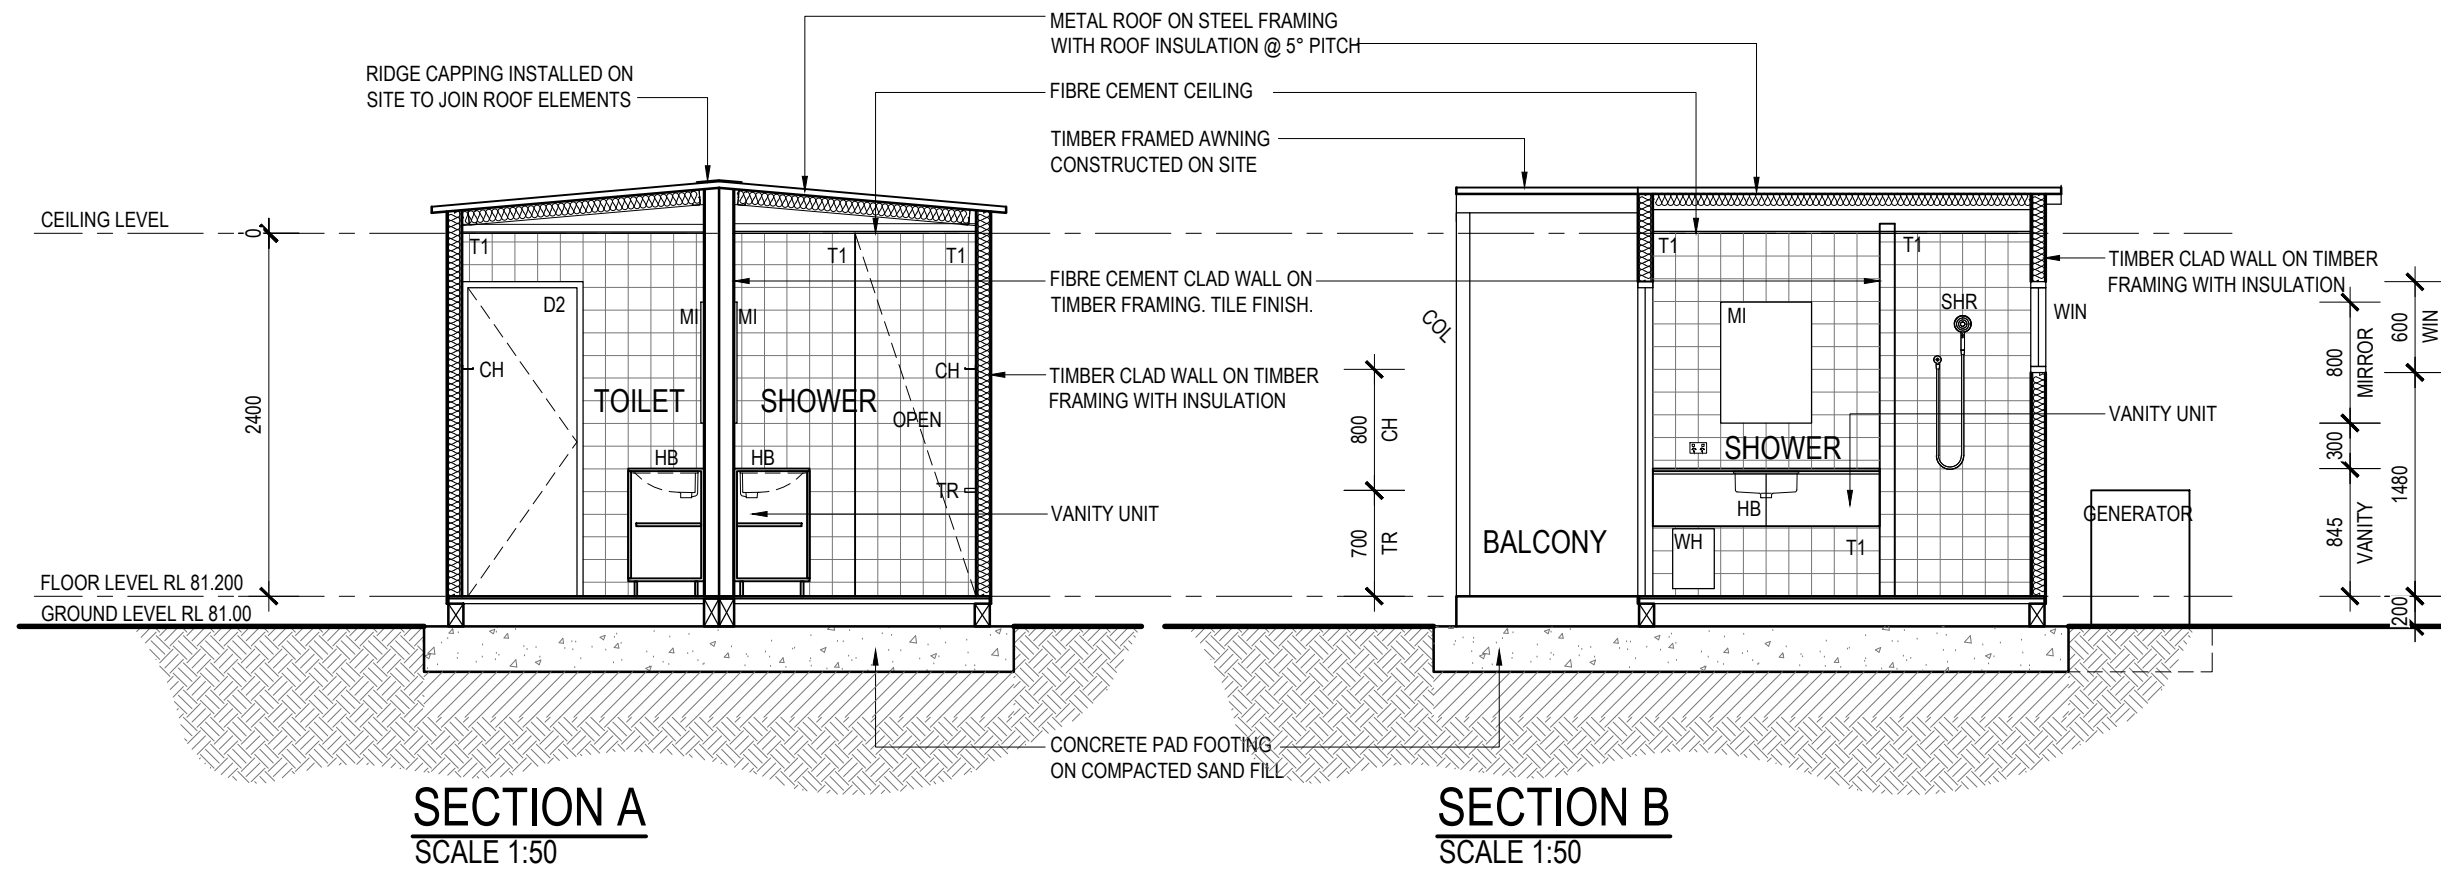 METAL ROOF ON STEEL FRAMING
WITH ROOF INSULATION @ 5° PITCH
RIDGE CAPPING INSTALLED ON
SITE TO JOIN ROOF ELEMENTS
FIBRE CEMENT CEILING
TIMBER FRAMED AWNING
CONSTRUCTED ON SITE
CEILING LEVEL
0
T1
T1
T1
T1
T1
FIBRE CEMENT CLAD WALL ON
TIMBER FRAMING. TILE FINISH.
TIMBER CLAD WALL ON TIMBER
FRAMING WITH INSULATION
D2
MI
MI
COL
MI
SHR
WIN
800
MIRROR
600
WIN
CH
CH
TIMBER CLAD WALL ON TIMBER
FRAMING WITH INSULATION
2400
TOILET
SHOWER
OPEN
800
CH
VANITY UNIT
HB
HB
SHOWER
300
1480
TR
VANITY UNIT
HB
GENERATOR
700
TR
BALCONY
WH
T1
845
VANITY
FLOOR LEVEL RL 81.200
GROUND LEVEL RL 81.00
200
CONCRETE PAD FOOTING
ON COMPACTED SAND FILL
SECTION A
SCALE 1:50
SECTION B
SCALE 1:50